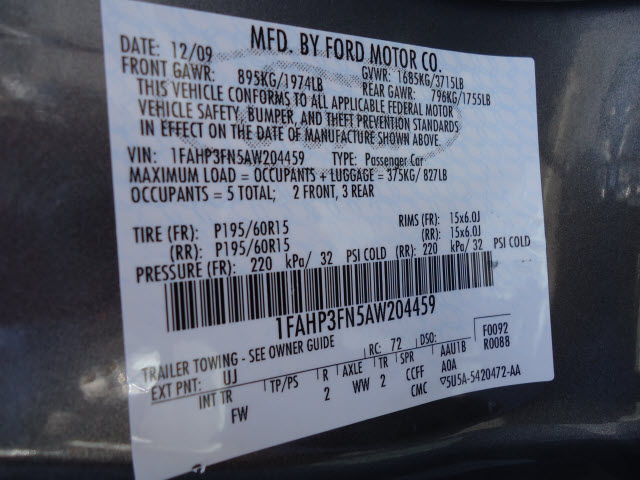 MFD. BY FORD MOTOR CO.
DATE: 12/09 GVWR: 1685KG/3715LB
FRONT GAWR: 895KG/1974LB REAR GAWR: 796KG/1755LB
THIS VEHICLE CONFORMS TO ALL APPLICABLE FEDERAL MOTOR
VEHICLE SAFETY, BUMPER, AND THEFT PREVENTION STANDARDS
IN EFFECT ON THE DATE OF MANUFACTURE SHOWN ABOVE.
VIN: 1FAHP3FN5AW204459 TYPE: Passenger Car
MAXIMUM LOAD = OCCUPANTS + LUGGAGE = 375KG/ 827LB
OCCUPANTS = 5 TOTAL; 2 FRONT, 3 REAR
TIRE (FR): P195/60R15 RIMS (FR): 15x6.0J
(RR): P195/60R15 (RR): 15x6.0J
PRESSURE (FR): 220 kPa/ 32 PSI COLD (RR): 220 kPa/ 32 PSI COLD
1FAHP3FN5AW204459
TRAILER TOWING - SEE OWNER GUIDE RC: 72 DSO: F0092
R0088
EXT PNT: UJ TP/PS R AXLE TR SPR AAU1B
INT TR FW 2 WW 2 CCFF A0A
CMC ▽5U5A-5420472-AA